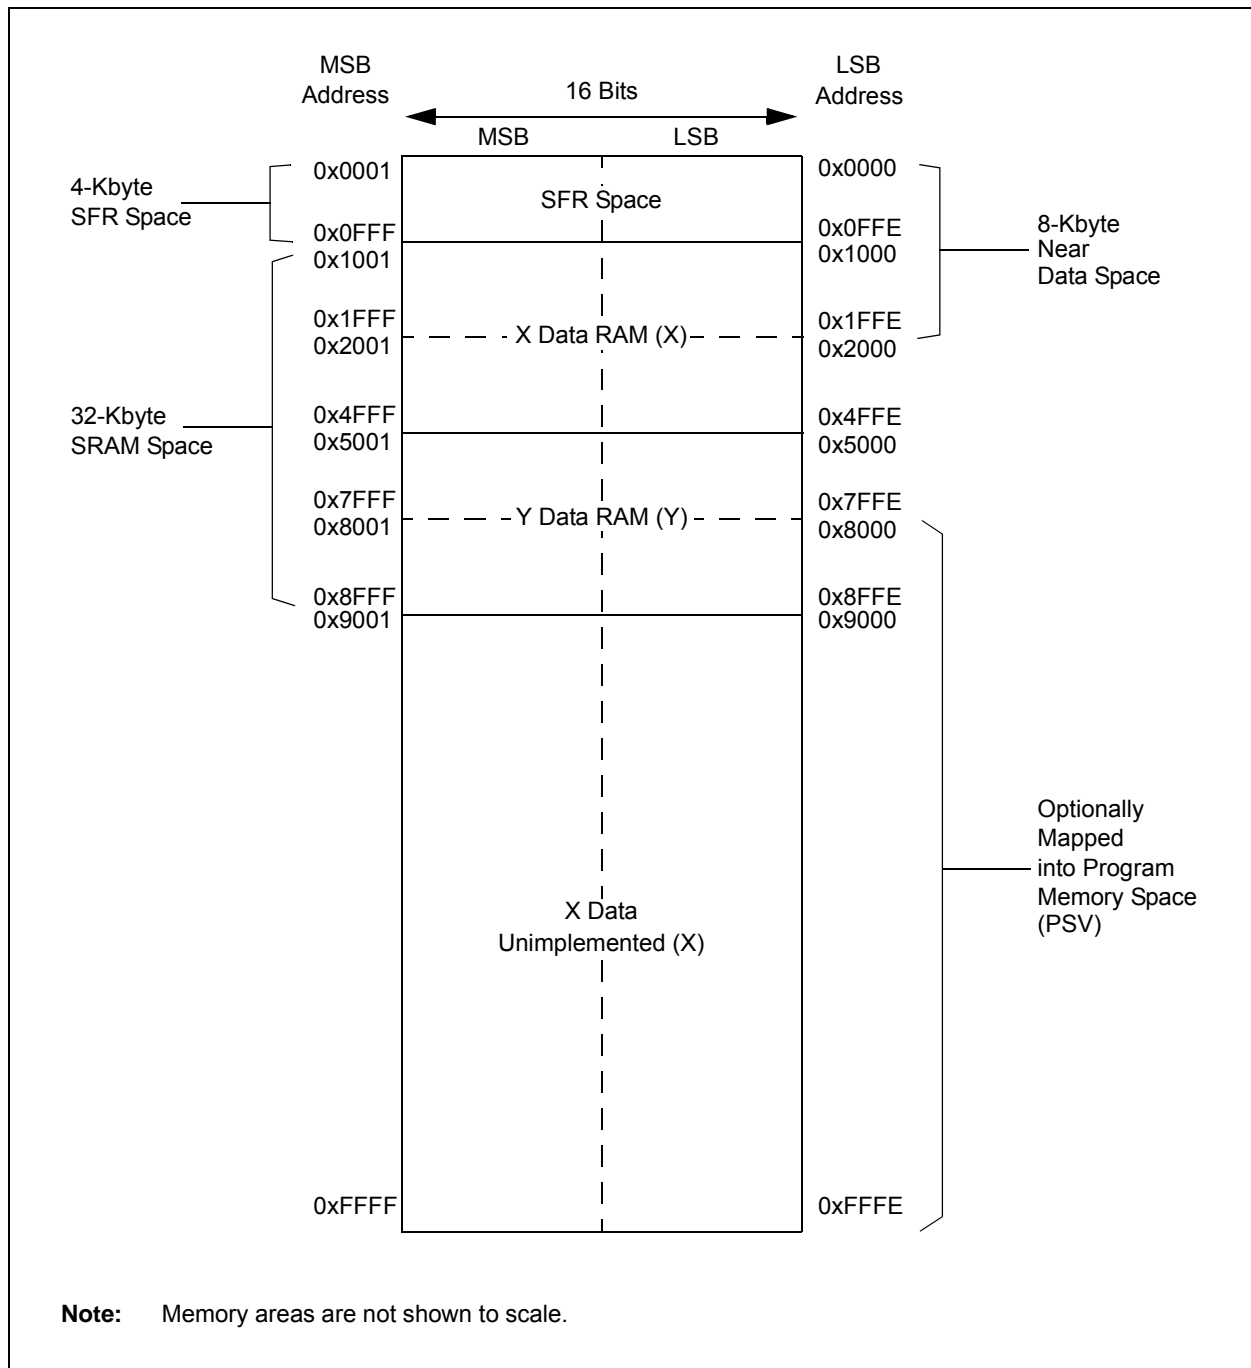 MSB
Address
LSB
Address
16 Bits
MSB
LSB
0x0001
0x0000
4-Kbyte
SFR Space
SFR Space
0x0FFF
0x0FFE
0x1001
0x1000
8-Kbyte
Near
Data Space
0x1FFF
0x1FFE
X Data RAM (X)
0x2001
0x2000
32-Kbyte
SRAM Space
0x4FFF
0x4FFE
0x5001
0x5000
0x7FFF
0x7FFE
Y Data RAM (Y)
0x8001
0x8000
0x8FFF
0x8FFE
0x9001
0x9000
Optionally
Mapped
into Program
Memory Space
(PSV)
X Data
Unimplemented (X)
0xFFFF
0xFFFE
Note: Memory areas are not shown to scale.